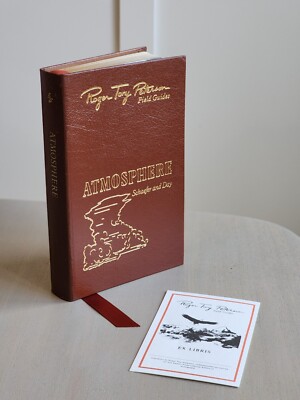 Roger Tory Peterson
Field Guides
ATMOSPHERE
Schaefer and Day
ATMOSPHERE
Roger Tory Peterson
EX LIBRIS